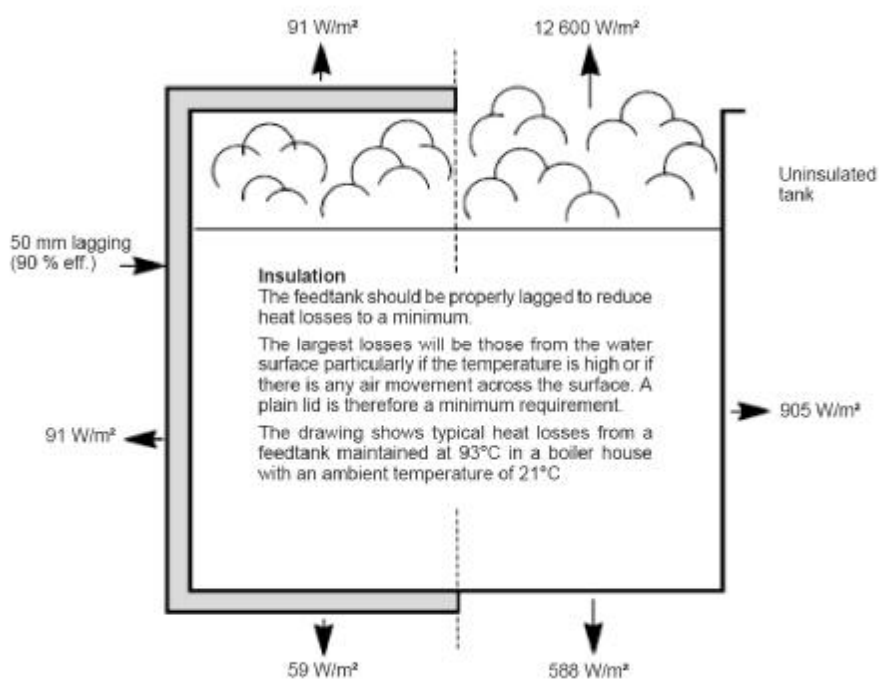 91 W/m²
12 600 W/m²
Uninsulated
tank
50 mm lagging
(90 % eff.)
Insulation
The feedtank should be properly lagged to reduce
heat losses to a minimum.
The largest losses will be those from the water
surface particularly if the temperature is high or if
there is any air movement across the surface. A
plain lid is therefore a minimum requirement.
The drawing shows typical heat losses from a
feedtank maintained at 93°C in a boiler house
with an ambient temperature of 21°C
91 W/m²
905 W/m²
59 W/m²
588 W/m²